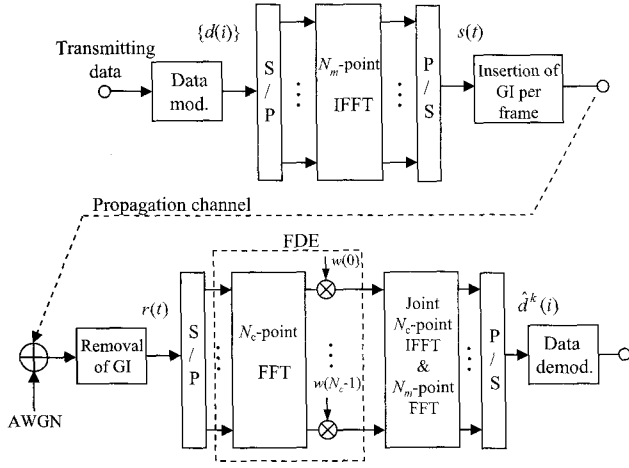 Transmitting
data
{d(i)}
s(t)
Data
mod.
S
/
P
N_m-point
IFFT
P
/
S
Insertion of
GI per
frame
Propagation channel
FDE
w(0)
r(t)
d̂^k(i)
Removal
of GI
S
/
P
N_c-point
FFT
w(N_c-1)
Joint
N_c-point
IFFT
&
N_m-point
FFT
P
/
S
Data
demod.
AWGN